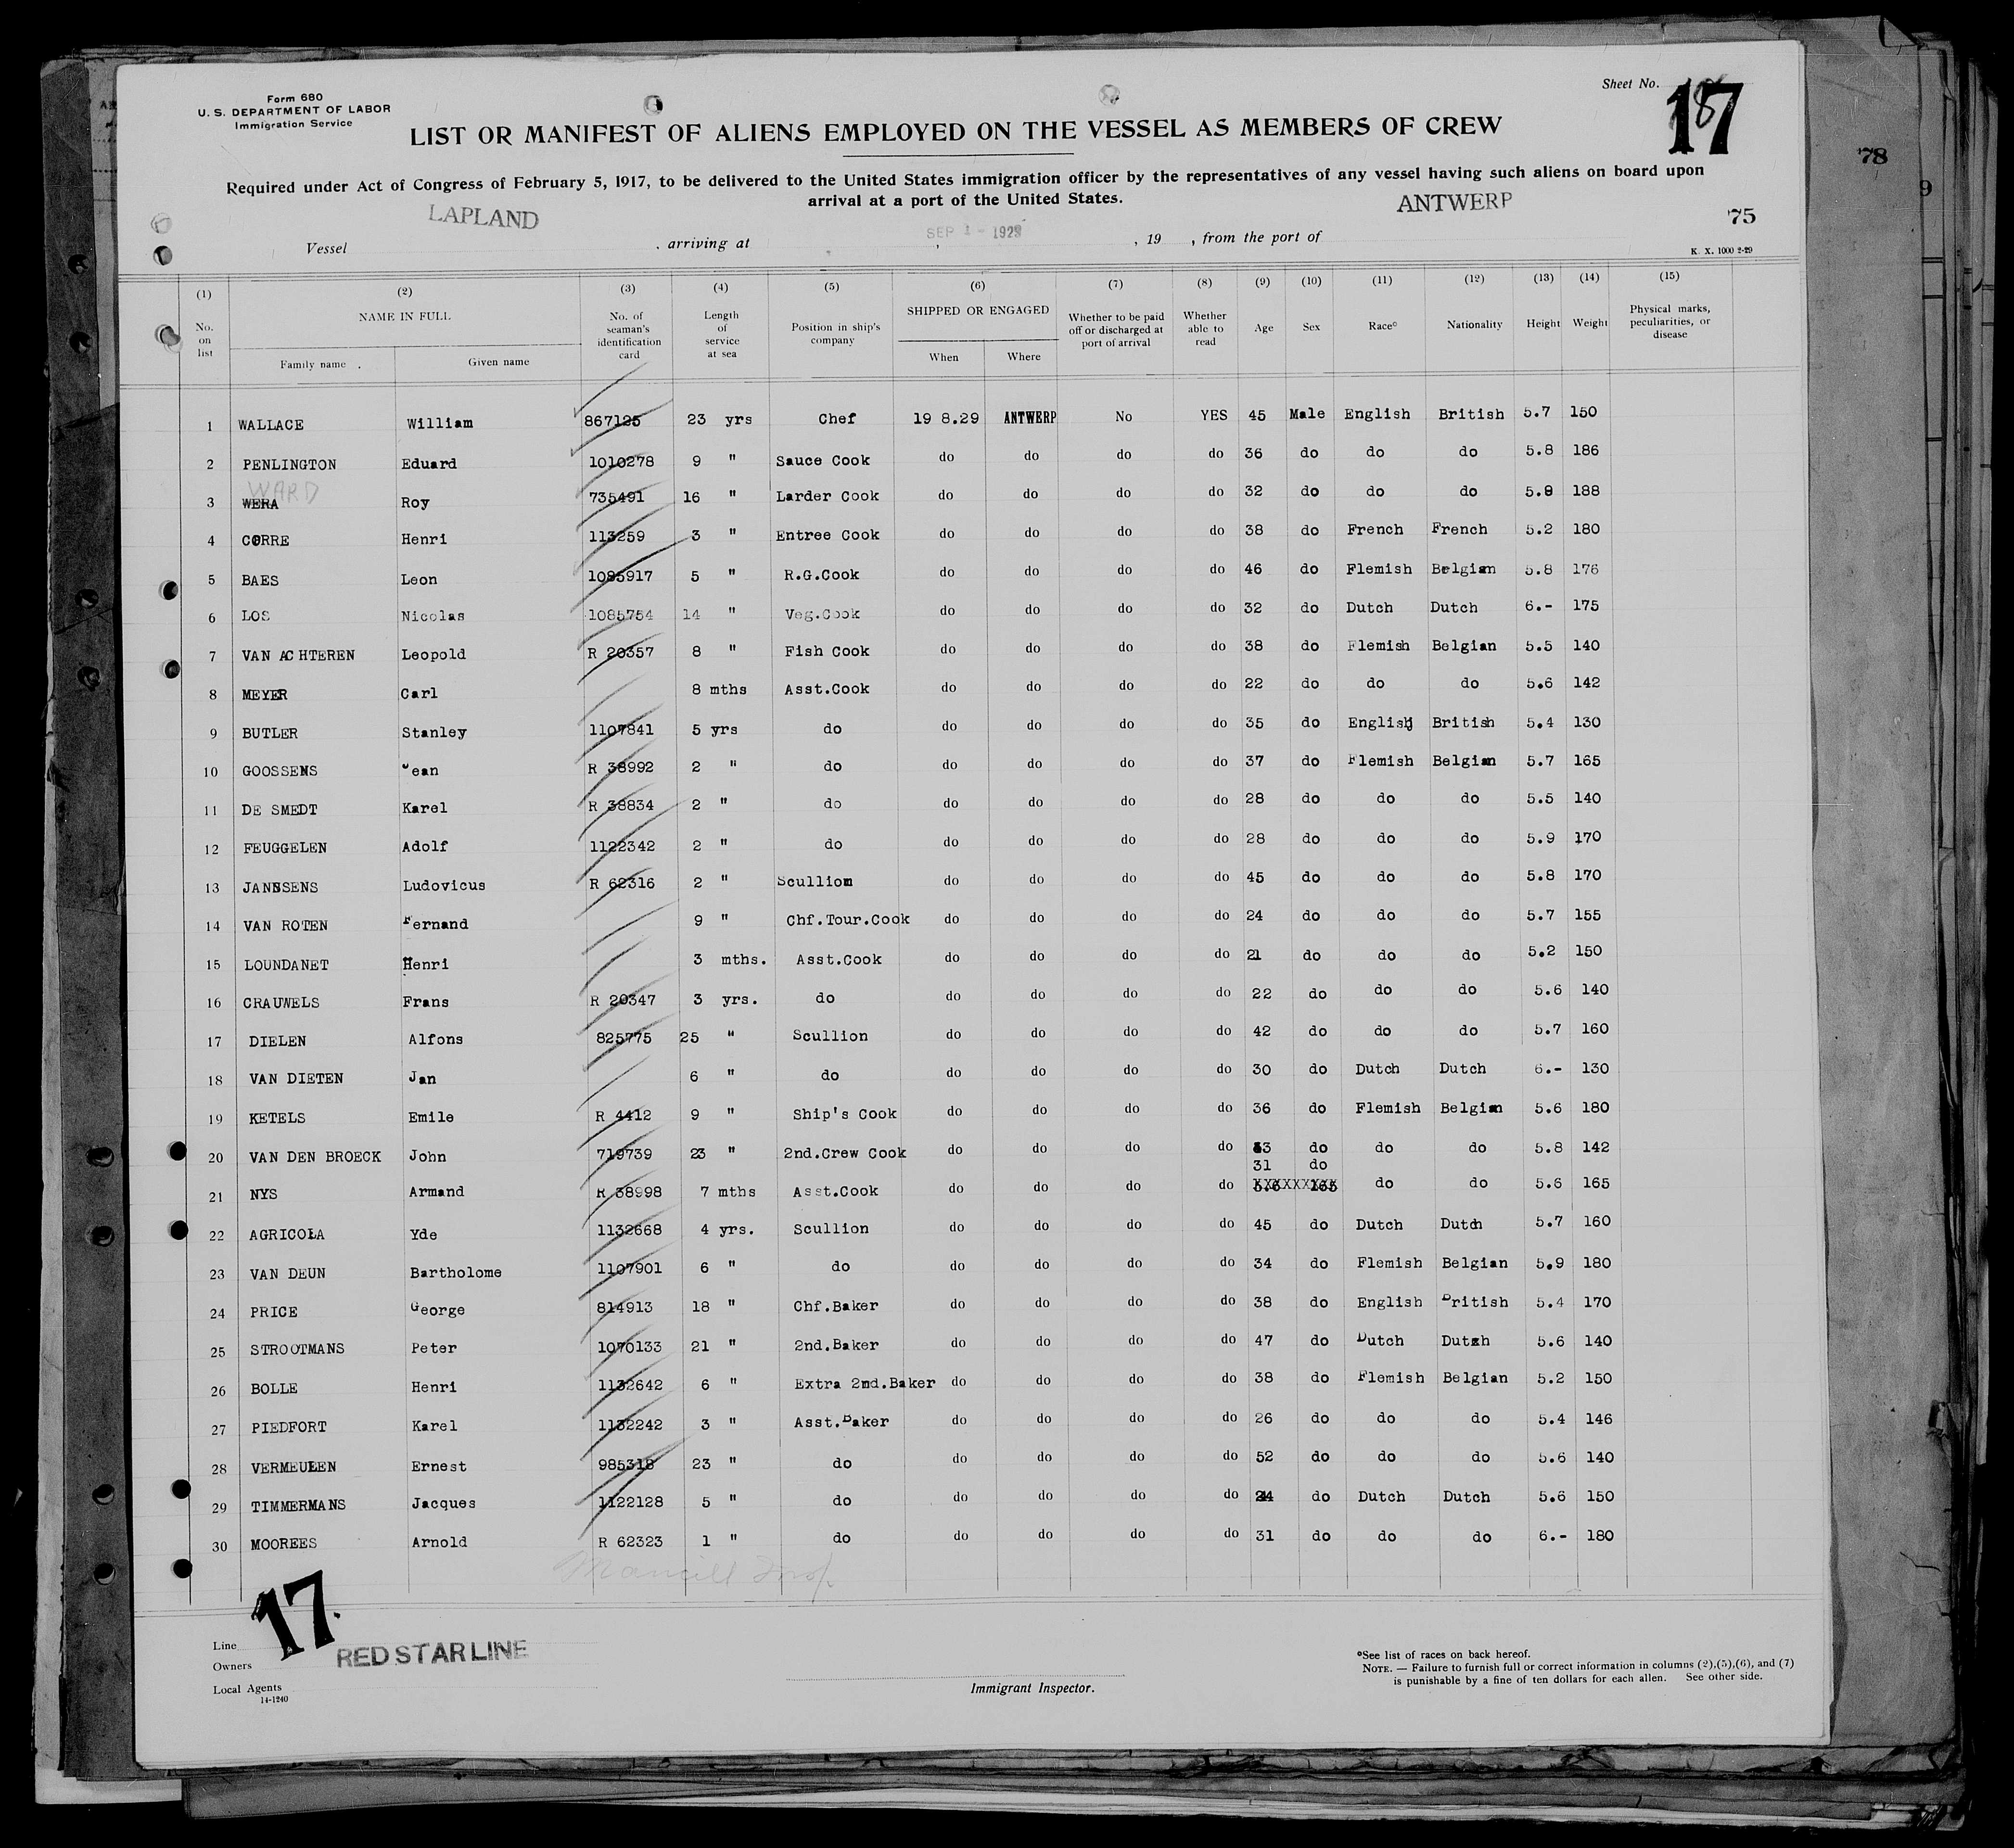 Form 680
U. S. DEPARTMENT OF LABOR
Immigration Service
Sheet No. 17
LIST OR MANIFEST OF ALIENS EMPLOYED ON THE VESSEL AS MEMBERS OF CREW
Required under Act of Congress of February 5, 1917, to be delivered to the United States immigration officer by the representatives of any vessel having such aliens on board upon
arrival at a port of the United States.
'78
9
'75
Vessel LAPLAND , arriving at SEP 1 - 1929 , 19 , from the port of ANTWERP
K. X. 1000 2-29
(1) No. on list
(2) NAME IN FULL Family name Given name
(3) No. of seaman's identification card
(4) Length of service at sea
(5) Position in ship's company
(6) SHIPPED OR ENGAGED When Where
(7) Whether to be paid off or discharged at port of arrival
(8) Whether able to read
(9) Age
(10) Sex
(11) Race°
(12) Nationality
(13) Height
(14) Weight
(15) Physical marks, peculiarities, or disease
1 WALLACE William 867125 23 yrs Chef 19 8.29 ANTWERP No YES 45 Male English British 5.7 150
2 PENLINGTON Eduard 1010278 9 " Sauce Cook do do do do 36 do do do 5.8 186
WARD
3 WERA Roy 735491 16 " Larder Cook do do do do 32 do do do 5.8 188
4 CORRE Henri 113259 3 " Entree Cook do do do do 38 do French French 5.2 180
5 BAES Leon 1085917 5 " R.G.Cook do do do do 46 do Flemish Belgian 5.8 176
6 LOS Nicolas 1085754 14 " Veg.Cook do do do do 32 do Dutch Dutch 6.- 175
7 VAN ACHTEREN Leopold R 20357 8 " Fish Cook do do do do 38 do Flemish Belgian 5.5 140
8 MEYER Carl 8 mths Asst.Cook do do do do 22 do do do 5.6 142
9 BUTLER Stanley 1107841 5 yrs do do do do do 35 do English British 5.4 130
10 GOOSSENS Jean R 38992 2 " do do do do do 37 do Flemish Belgian 5.7 165
11 DE SMEDT Karel R 38834 2 " do do do do do 28 do do do 5.5 140
12 FEUGGELEN Adolf 1122342 2 " do do do do do 28 do do do 5.9 170
13 JANSSENS Ludovicus R 62316 2 " Scullion do do do do 45 do do do 5.8 170
14 VAN ROTEN Fernand 9 " Chf.Tour.Cook do do do do 24 do do do 5.7 155
15 LOUNDANET Henri 3 mths. Asst.Cook do do do do 21 do do do 5.2 150
16 CRAUWELS Frans R 20347 3 yrs. do do do do do 22 do do do 5.6 140
17 DIELEN Alfons 825775 25 " Scullion do do do do 42 do do do 5.7 160
18 VAN DIETEN Jan 6 " do do do do do 30 do Dutch Dutch 6.- 130
19 KETELS Emile R 4412 9 " Ship's Cook do do do do 36 do Flemish Belgian 5.6 180
20 VAN DEN BROECK John 719739 23 " 2nd.Crew Cook do do do do 53 do do do 5.8 142
31 do
21 NYS Armand R 38998 7 mths Asst.Cook do do do do do do 5.6 165
22 AGRICOLA Yde 1132668 4 yrs. Scullion do do do do 45 do Dutch Dutch 5.7 160
23 VAN DEUN Bartholome 1107901 6 " do do do do do 34 do Flemish Belgian 5.9 180
24 PRICE George 814913 18 " Chf.Baker do do do do 38 do English British 5.4 170
25 STROOTMANS Peter 1070133 21 " 2nd.Baker do do do do 47 do Dutch Dutch 5.6 140
26 BOLLE Henri 1132642 6 " Extra 2nd.Baker do do do do 38 do Flemish Belgian 5.2 150
27 PIEDFORT Karel 1132242 3 " Asst.Baker do do do do 26 do do do 5.4 146
28 VERMEULEN Ernest 985318 23 " do do do do do 52 do do do 5.6 140
29 TIMMERMANS Jacques 1122128 5 " do do do do do 24 do Dutch Dutch 5.6 150
30 MOOREES Arnold R 62323 1 " do do do do do 31 do do do 6.- 180
17.
Line
Owners RED STAR LINE
Local Agents
14-1240
Immigrant Inspector.
°See list of races on back hereof.
NOTE. — Failure to furnish full or correct information in columns (2),(5),(6), and (7)
is punishable by a fine of ten dollars for each alien. See other side.